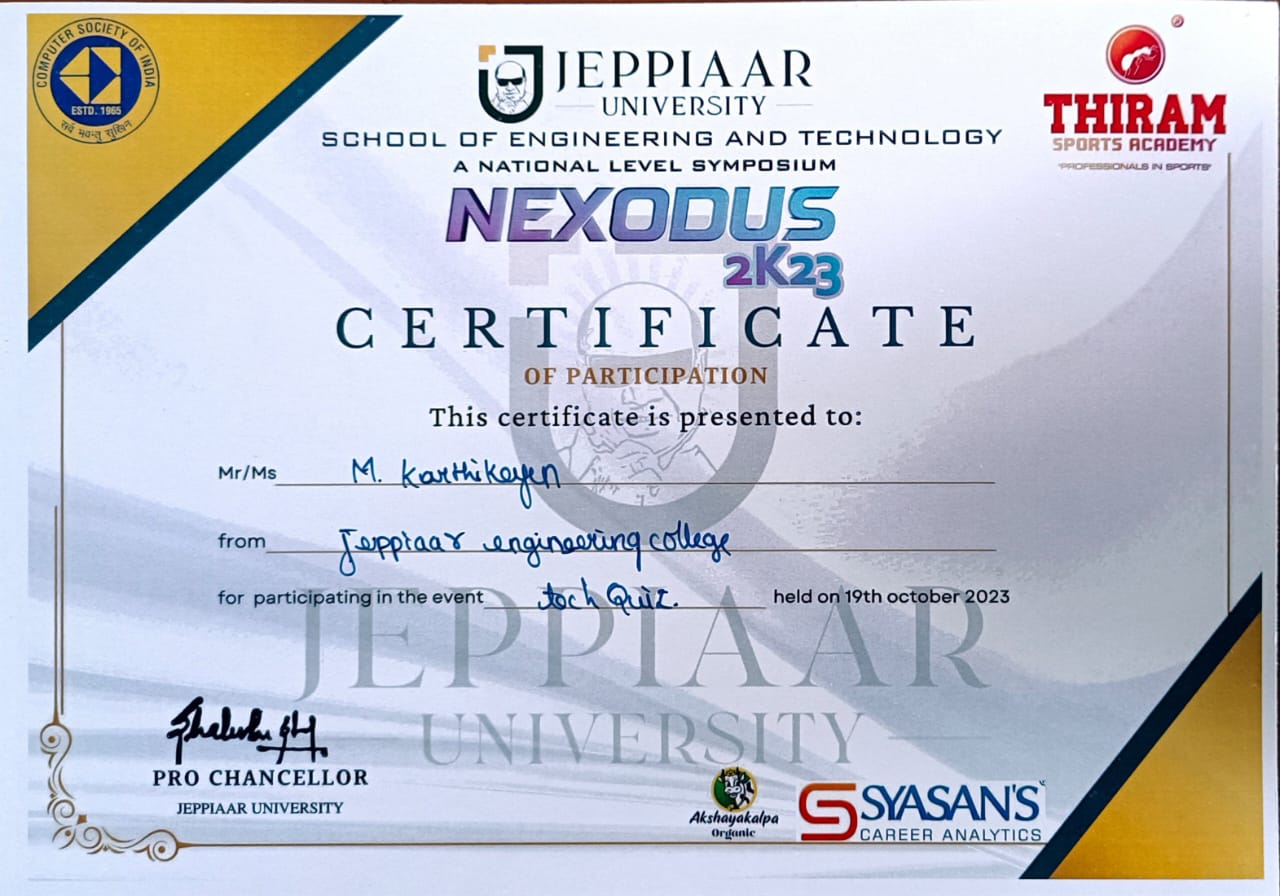 COMPUTER SOCIETY OF INDIA
ESTD. 1965
सर्वे भवन्तु सुखिनः
JEPPIAAR
UNIVERSITY
THIRAM
SPORTS ACADEMY
"PROFESSIONALS IN SPORTS"
SCHOOL OF ENGINEERING AND TECHNOLOGY
A NATIONAL LEVEL SYMPOSIUM
NEXODUS
2K23
CERTIFICATE
OF PARTICIPATION
This certificate is presented to:
Mr/Ms M. Karthikeyen
from Jeppiaar engineering college
for participating in the event tech Quiz. held on 19th october 2023
JEPPIAAR
UNIVERSITY
PRO CHANCELLOR
JEPPIAAR UNIVERSITY
Akshayakalpa
Organic
SYASAN'S
CAREER ANALYTICS